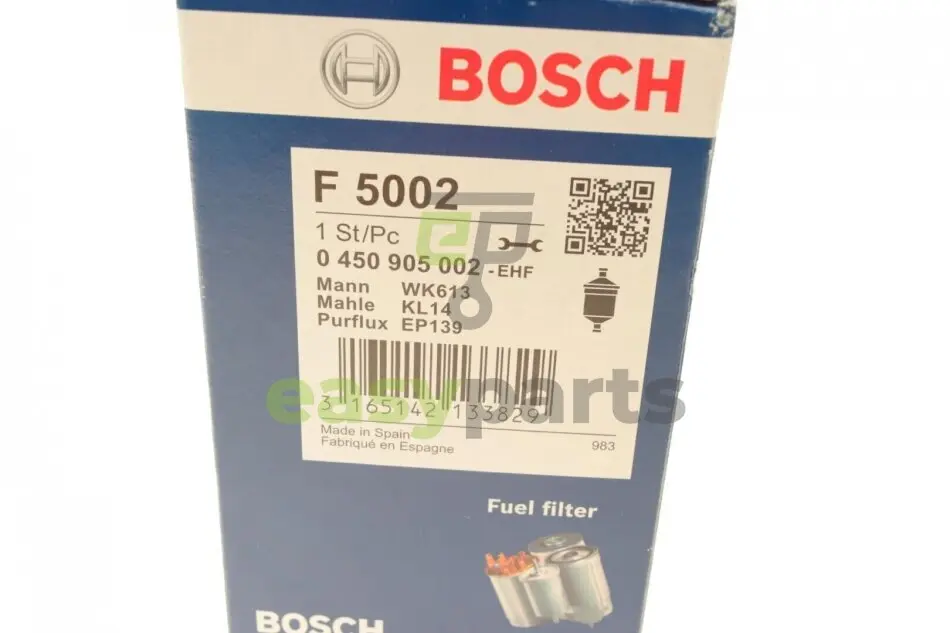 BOSCH
F 5002
1 St/Pc
0 450 905 002 -EHF
Mann WK613
Mahle KL14
Purflux EP139
3 165142 133829
easyparts
Made in Spain
Fabriqué en Espagne
983
Fuel filter
BOSCH